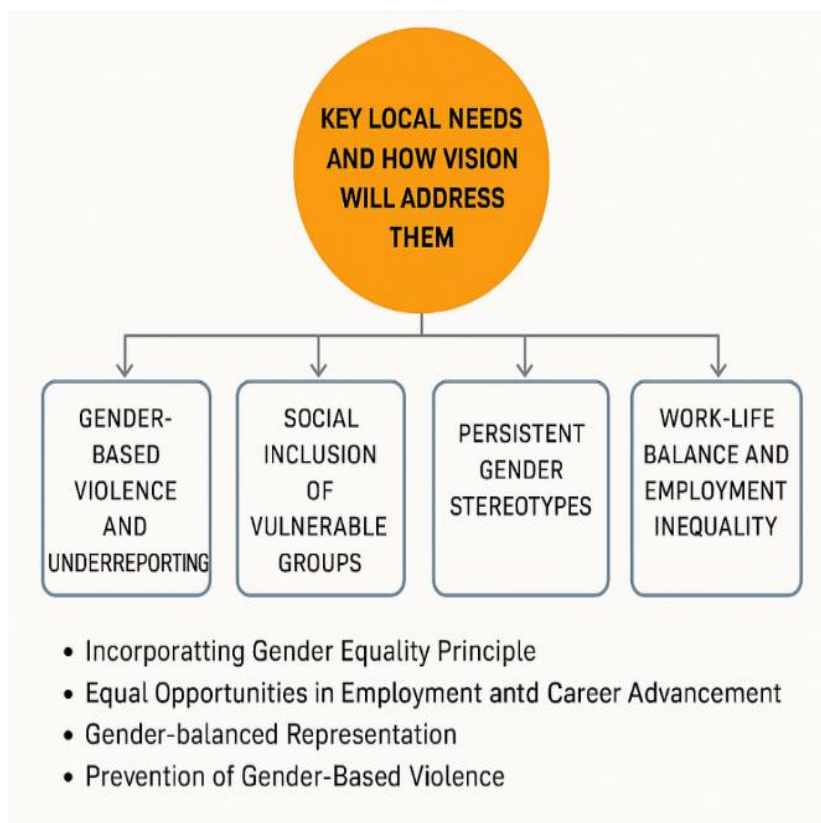 KEY LOCAL NEEDS
AND HOW VISION
WILL ADDRESS
THEM
GENDER-
BASED
VIOLENCE
AND
UNDERREPORTING
SOCIAL
INCLUSION
OF
VULNERABLE
GROUPS
PERSISTENT
GENDER
STEREOTYPES
WORK-LIFE
BALANCE AND
EMPLOYMENT
INEQUALITY
• Incorporatting Gender Equality Principle
• Equal Opportunities in Employment antd Career Advancement
• Gender-balanced Representation
• Prevention of Gender-Based Violence